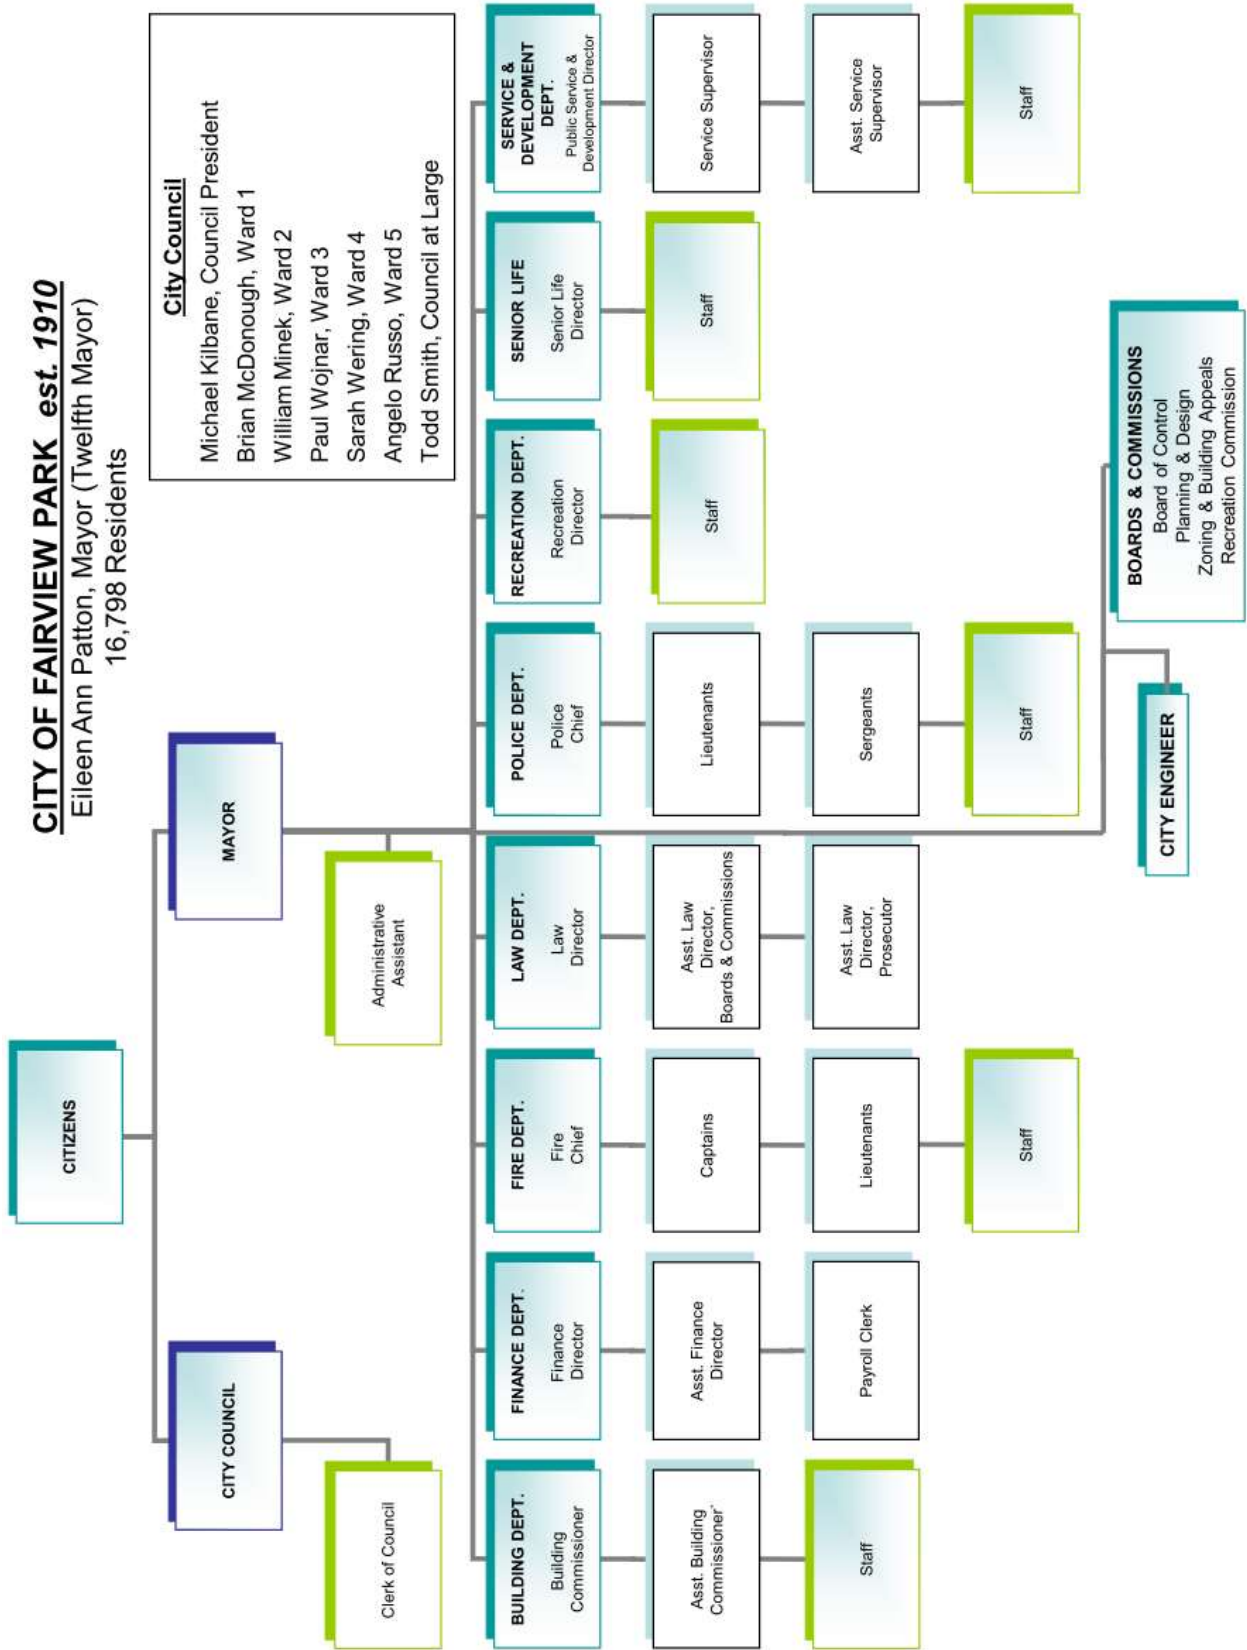 CITY OF FAIRVIEW PARK est. 1910
Eileen Ann Patton, Mayor (Twelfth Mayor)
16,798 Residents
CITIZENS
CITY COUNCIL
MAYOR
City Council
Michael Kilbane, Council President
Brian McDonough, Ward 1
William Minek, Ward 2
Paul Wojnar, Ward 3
Sarah Wering, Ward 4
Angelo Russo, Ward 5
Todd Smith, Council at Large
Clerk of Council
Administrative
Assistant
BUILDING DEPT.
Building
Commissioner
Asst. Building
Commissioner`
Staff
FINANCE DEPT.
Finance
Director
Asst. Finance
Director
Payroll Clerk
FIRE DEPT.
Fire
Chief
Captains
Lieutenants
Staff
LAW DEPT.
Law
Director
Asst. Law
Director,
Boards & Commissions
Asst. Law
Director,
Prosecutor
POLICE DEPT.
Police
Chief
Lieutenants
Sergeants
Staff
RECREATION DEPT.
Recreation
Director
Staff
SENIOR LIFE
Senior Life
Director
Staff
SERVICE &
DEVELOPMENT
DEPT.
Public Service &
Development Director
Service Supervisor
Asst. Service
Supervisor
Staff
CITY ENGINEER
BOARDS & COMMISSIONS
Board of Control
Planning & Design
Zoning & Building Appeals
Recreation Commission